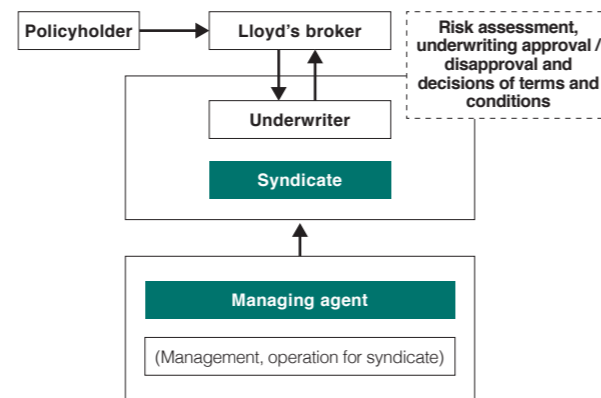 Policyholder
Lloyd's broker
Risk assessment,
underwriting approval /
disapproval and
decisions of terms and
conditions
Underwriter
Syndicate
Managing agent
(Management, operation for syndicate)